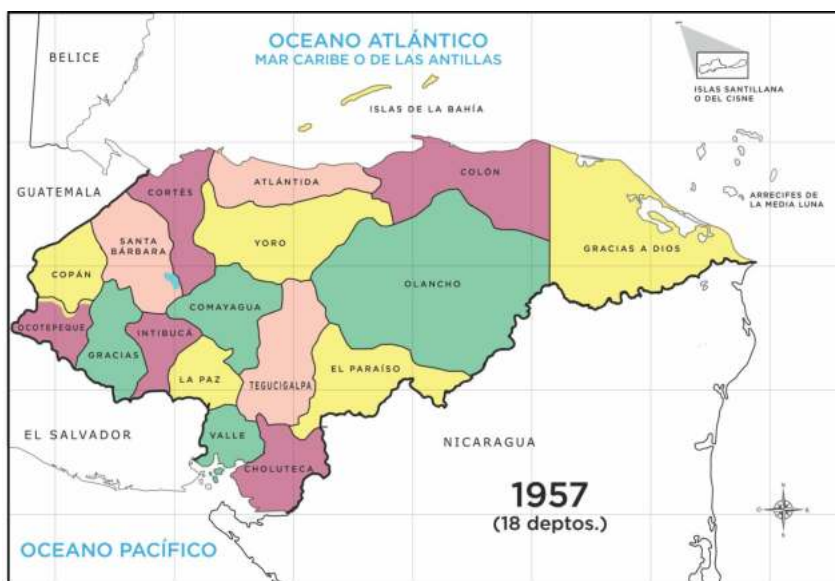 OCEANO ATLÁNTICO
MAR CARIBE O DE LAS ANTILLAS
BELICE
ISLAS DE LA BAHÍA
ISLAS SANTILLANA
O DEL CISNE
GUATEMALA
CORTÉS
ATLÁNTIDA
COLÓN
ARRECIFES DE
LA MEDIA LUNA
SANTA
BÁRBARA
YORO
GRACIAS A DIOS
COPÁN
OLANCHO
COMAYAGUA
OCOTEPEQUE
INTIBUCÁ
GRACIAS
LA PAZ
TEGUCIGALPA
EL PARAÍSO
EL SALVADOR
VALLE
NICARAGUA
CHOLUTECA
1957
(18 deptos.)
OCEANO PACÍFICO